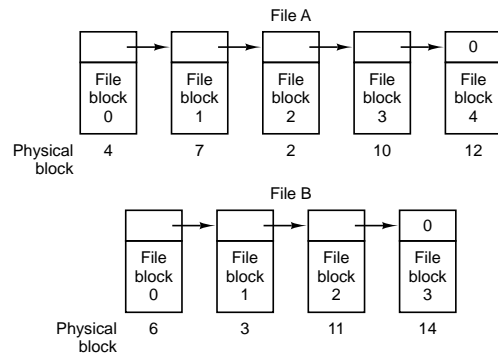 File A
0
File block 0
File block 1
File block 2
File block 3
File block 4
Physical block 4 7 2 10 12
File B
0
File block 0
File block 1
File block 2
File block 3
Physical block 6 3 11 14